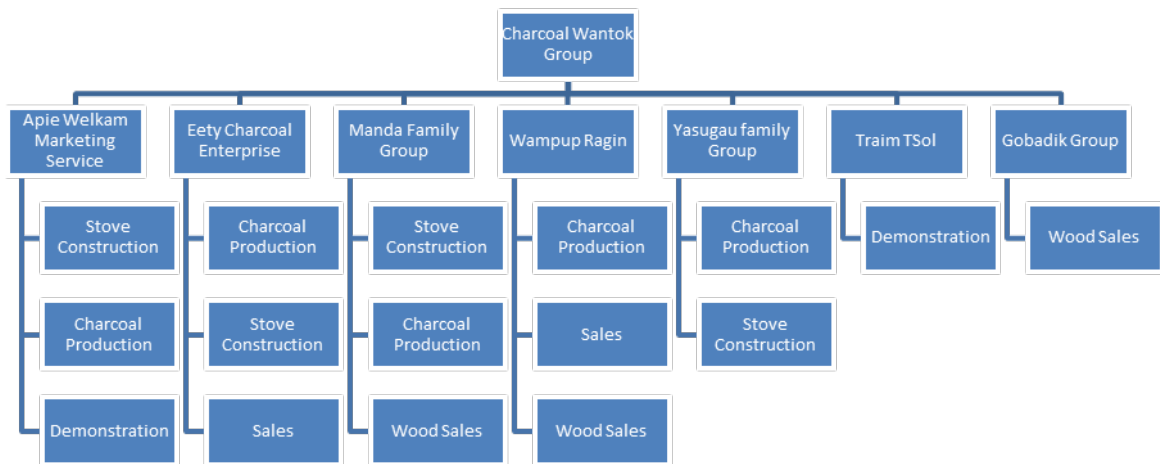 Charcoal Wantok
Group
Apie Welkam
Marketing
Service
Eety Charcoal
Enterprise
Manda Family
Group
Wampup Ragin
Yasugau family
Group
Traim TSol
Gobadik Group
Stove
Construction
Charcoal
Production
Stove
Construction
Charcoal
Production
Charcoal
Production
Demonstration
Wood Sales
Charcoal
Production
Stove
Construction
Charcoal
Production
Sales
Stove
Construction
Demonstration
Sales
Wood Sales
Wood Sales